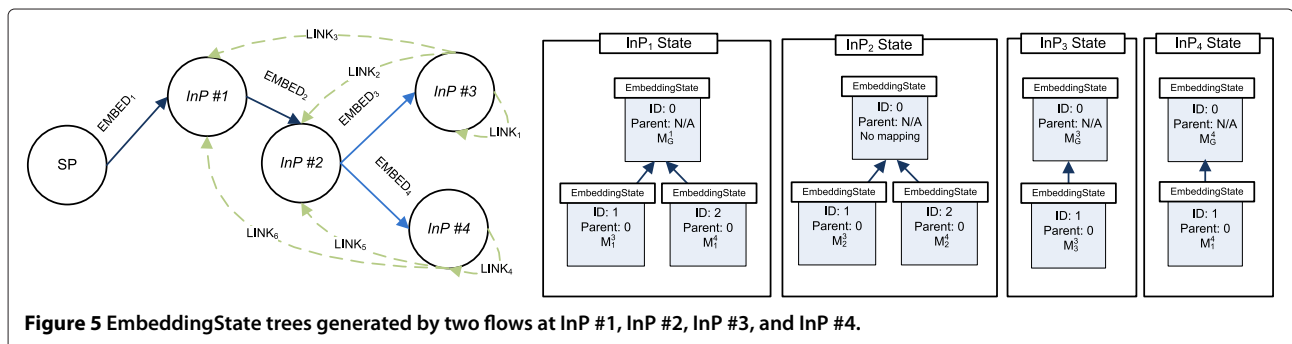 LINK₃
InP #1
EMBED₂
LINK₂
EMBED₃
InP #3
LINK₁
EMBED₁
SP
InP #2
EMBED₄
InP #4
LINK₅
LINK₆
LINK₄
InP₁ State
EmbeddingState
ID: 0
Parent: N/A
M¹_G
EmbeddingState
ID: 1
Parent: 0
M³₁
EmbeddingState
ID: 2
Parent: 0
M⁴₁
InP₂ State
EmbeddingState
ID: 0
Parent: N/A
No mapping
EmbeddingState
ID: 1
Parent: 0
M³₂
EmbeddingState
ID: 2
Parent: 0
M⁴₂
InP₃ State
EmbeddingState
ID: 0
Parent: N/A
M³_G
EmbeddingState
ID: 1
Parent: 0
M³₃
InP₄ State
EmbeddingState
ID: 0
Parent: N/A
M⁴_G
EmbeddingState
ID: 1
Parent: 0
M⁴₁
Figure 5 EmbeddingState trees generated by two flows at InP #1, InP #2, InP #3, and InP #4.